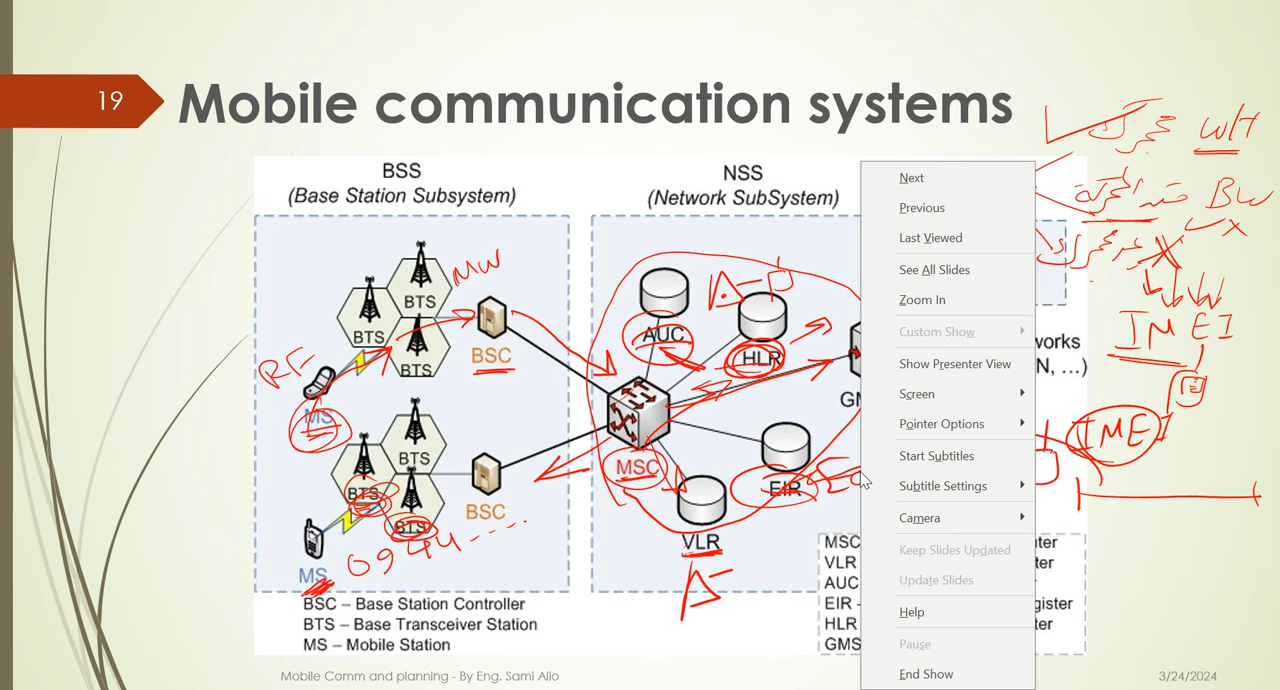 19
Mobile communication systems
BSS
(Base Station Subsystem)
NSS
(Network SubSystem)
BTS
BTS
BTS
BSC
MS
BTS
BTS
BTS
BSC
MS
MW
RF
0944----
AUC
HLR
MSC
EIR
VLR
GM
works
N, ...)
W/H
BW
IMEI
IMEI
BSC – Base Station Controller
BTS – Base Transceiver Station
MS – Mobile Station
MSC
VLR
AUC
EIR -
HLR
GMS
ter
ter
gister
ter
Next
Previous
Last Viewed
See All Slides
Zoom In
Custom Show
Show Presenter View
Screen
Pointer Options
Start Subtitles
Subtitle Settings
Camera
Keep Slides Updated
Update Slides
Help
Pause
End Show
Mobile Comm and planning - By Eng. Sami Alio
3/24/2024